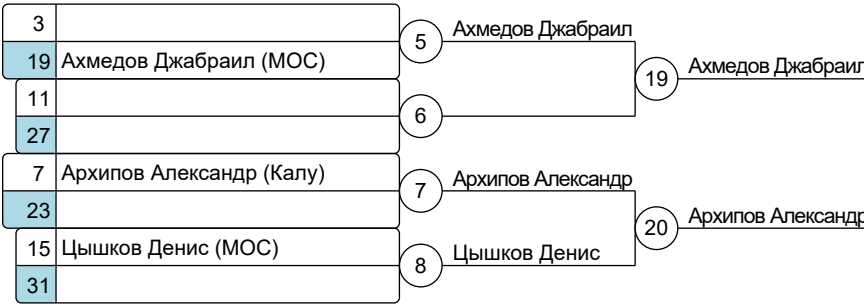 3
19 Ахмедов Джабраил (МОС)
11
27
7 Архипов Александр (Калу)
23
15 Цышков Денис (МОС)
31
5 Ахмедов Джабраил
6
7 Архипов Александр
8 Цышков Денис
19 Ахмедов Джабраил
20 Архипов Александр